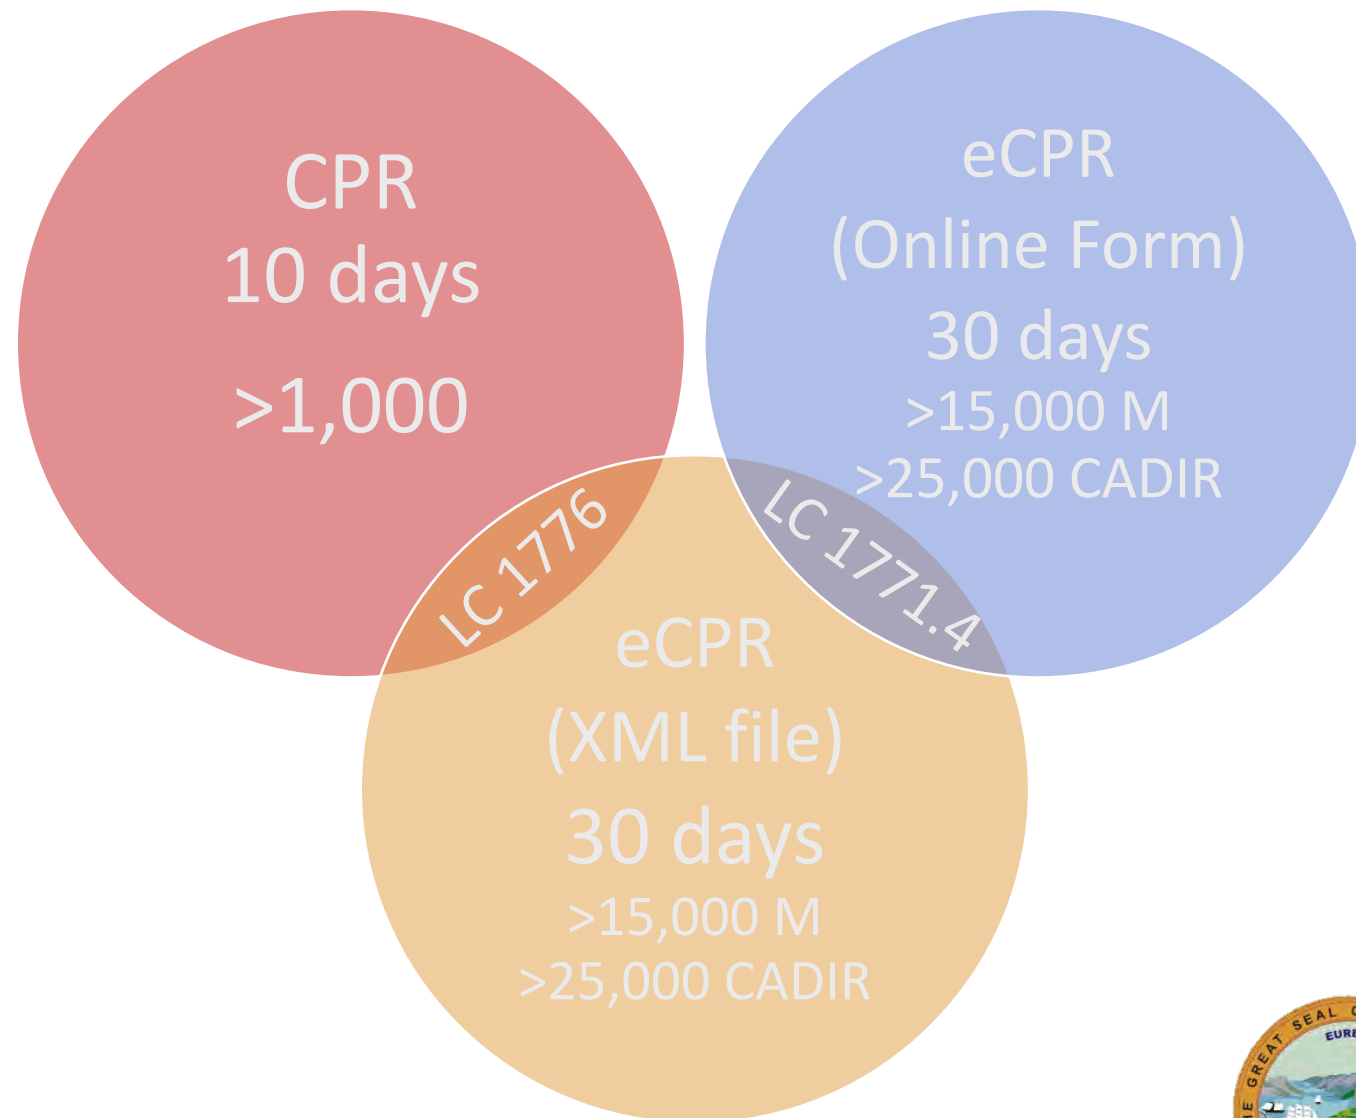 CPR
10 days
>1,000
eCPR
(Online Form)
30 days
>15,000 M
>25,000 CADIR
LC 1776
LC 1771.4
eCPR
(XML file)
30 days
>15,000 M
>25,000 CADIR
GREAT SEAL